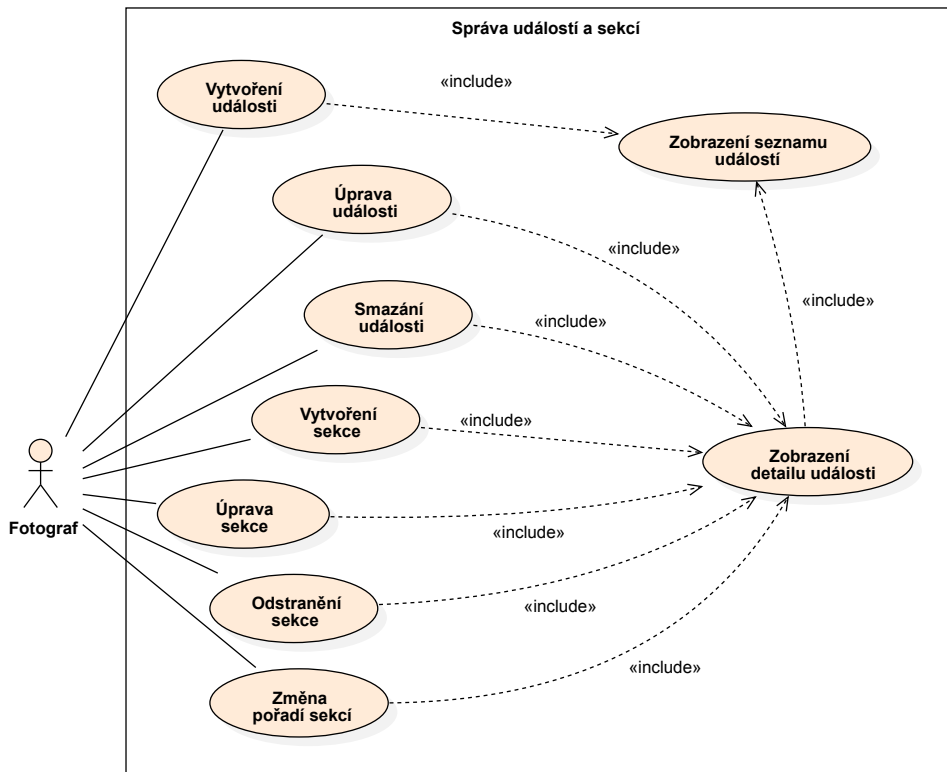 Správa událostí a sekcí
Vytvoření
události
«include»
Zobrazení seznamu
událostí
Úprava
události
«include»
Smazání
události
«include»
«include»
Vytvoření
sekce
«include»
Zobrazení
detailu události
Fotograf
Úprava
sekce
«include»
Odstranění
sekce
«include»
Změna
pořadí sekcí
«include»